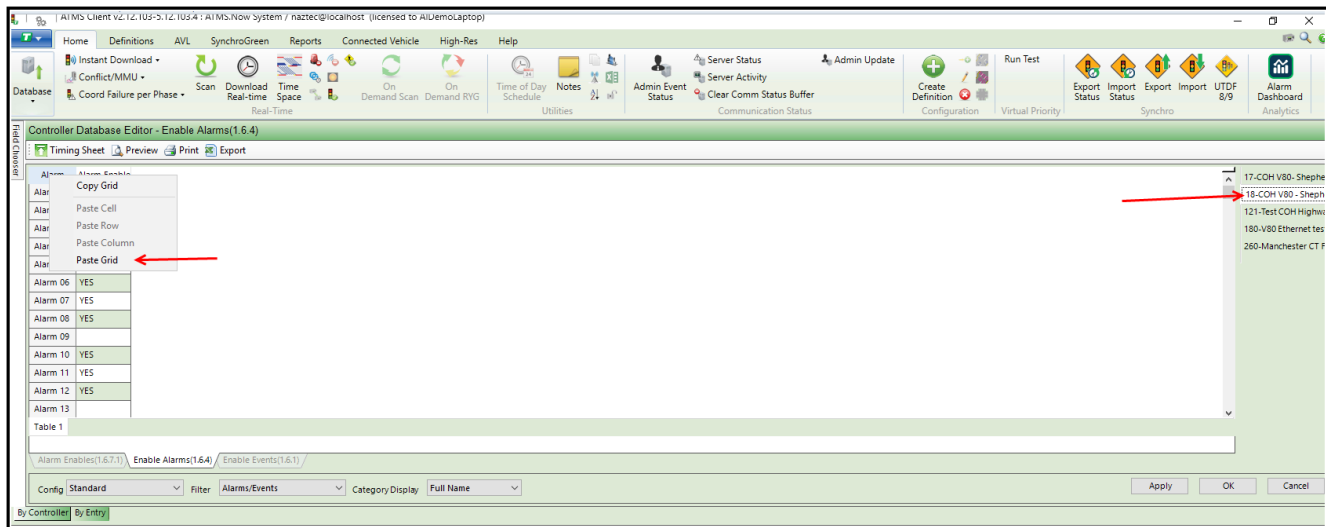 ATMS Client v2.12.103-5.12.103.4 : ATMS.Now System / naztec@localhost (licensed to AIDemoLaptop)
Home Definitions AVL SynchroGreen Reports Connected Vehicle High-Res Help
Database
Instant Download
Conflict/MMU
Coord Failure per Phase
Scan
Download Real-time
Time Space
On Demand Scan
On Demand RYG
Real-Time
Time of Day Schedule
Notes
Utilities
Admin Event Status
Server Status
Server Activity
Clear Comm Status Buffer
Admin Update
Communication Status
Create Definition
Configuration
Run Test
Virtual Priority
Export Status
Import Status
Export
Import
UTDF 8/9
Synchro
Alarm Dashboard
Analytics
Field Chooser
Controller Database Editor - Enable Alarms(1.6.4)
Timing Sheet Preview Print Export
Alarm Alarm Enable
Copy Grid
Paste Cell
Paste Row
Paste Column
Paste Grid
Alarm 06 YES
Alarm 07 YES
Alarm 08 YES
Alarm 09
Alarm 10 YES
Alarm 11 YES
Alarm 12 YES
Alarm 13
Table 1
17-COH V80- Shephe
18-COH V80 - Sheph
121-Test COH Highwa
180-V80 Ethernet tes
260-Manchester CT F
Alarm Enables(1.6.7.1) Enable Alarms(1.6.4) Enable Events(1.6.1)
Config Standard Filter Alarms/Events Category Display Full Name Apply OK Cancel
By Controller By Entry